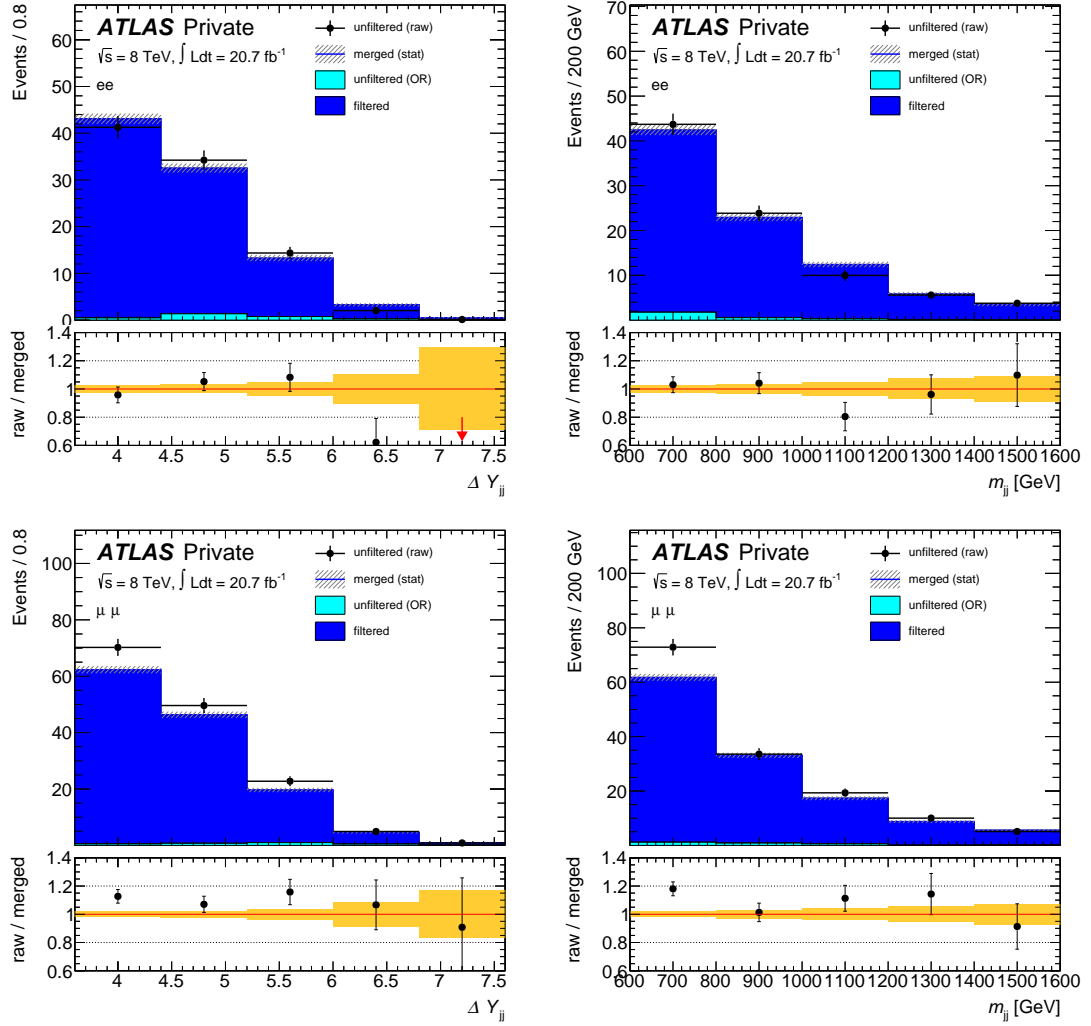 ATLAS Private
√s = 8 TeV, ∫ Ldt = 20.7 fb⁻¹
ee
unfiltered (raw)
merged (stat)
unfiltered (OR)
filtered
Events / 0.8
0 10 20 30 40 50 60
raw / merged
0.6 0.8 1 1.2 1.4
4 4.5 5 5.5 6 6.5 7 7.5
Δ Y_jj
ATLAS Private
√s = 8 TeV, ∫ Ldt = 20.7 fb⁻¹
ee
unfiltered (raw)
merged (stat)
unfiltered (OR)
filtered
Events / 200 GeV
10 20 30 40 50 60 70
raw / merged
0.6 0.8 1 1.2 1.4
600 700 800 900 1000 1100 1200 1300 1400 1500 1600
m_jj [GeV]
ATLAS Private
√s = 8 TeV, ∫ Ldt = 20.7 fb⁻¹
μ μ
unfiltered (raw)
merged (stat)
unfiltered (OR)
filtered
Events / 0.8
20 40 60 80 100
raw / merged
0.6 0.8 1 1.2 1.4
4 4.5 5 5.5 6 6.5 7 7.5
Δ Y_jj
ATLAS Private
√s = 8 TeV, ∫ Ldt = 20.7 fb⁻¹
μ μ
unfiltered (raw)
merged (stat)
unfiltered (OR)
filtered
Events / 200 GeV
20 40 60 80 100
raw / merged
0.6 0.8 1 1.2 1.4
600 700 800 900 1000 1100 1200 1300 1400 1500 1600
m_jj [GeV]